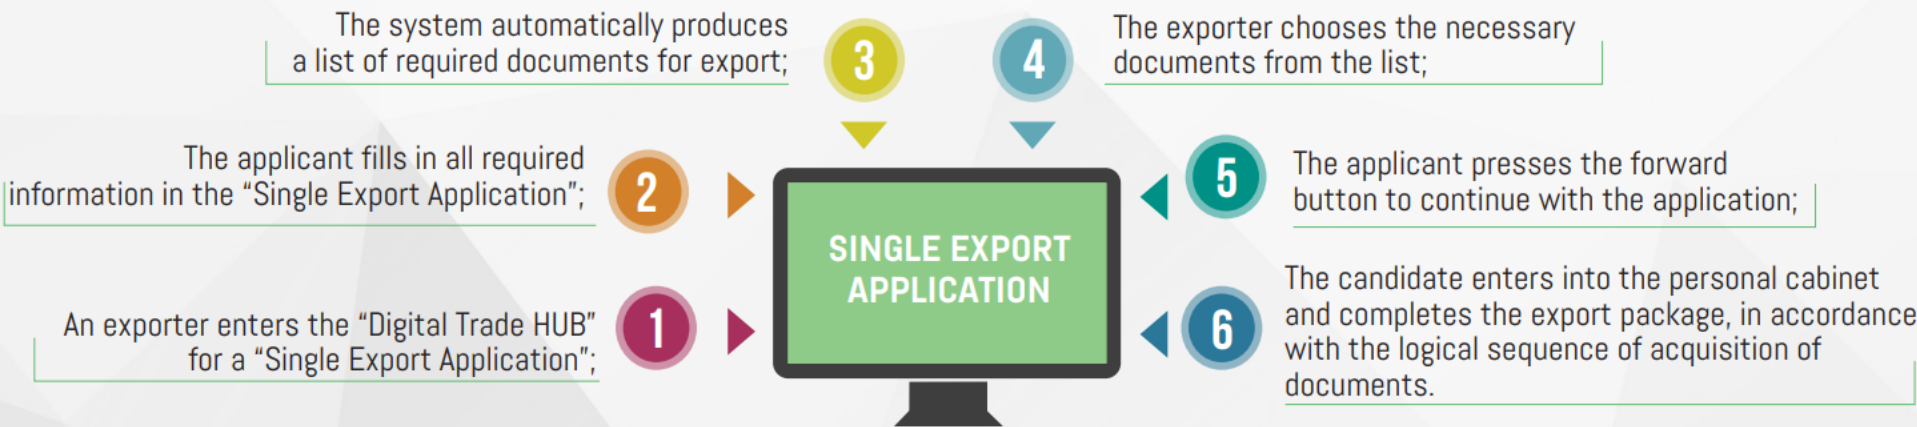 The system automatically produces
a list of required documents for export;
3
4
The exporter chooses the necessary
documents from the list;
The applicant fills in all required
information in the “Single Export Application”;
2
5
The applicant presses the forward
button to continue with the application;
SINGLE EXPORT
APPLICATION
An exporter enters the “Digital Trade HUB”
for a “Single Export Application”;
1
6
The candidate enters into the personal cabinet
and completes the export package, in accordance
with the logical sequence of acquisition of
documents.